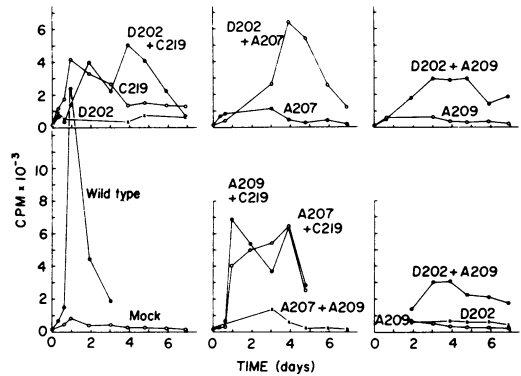 D202
+ C219
C219
D202
6
4
2
0
D202
+ A207
A207
D202 + A209
A209
CPM × 10⁻³
10
8
6
4
2
0
Wild type
Mock
0 2 4 6
A209
+ C219
A207
+ C219
A207 + A209
0 2 4 6
D202 + A209
A209
D202
0 2 4 6
TIME (days)